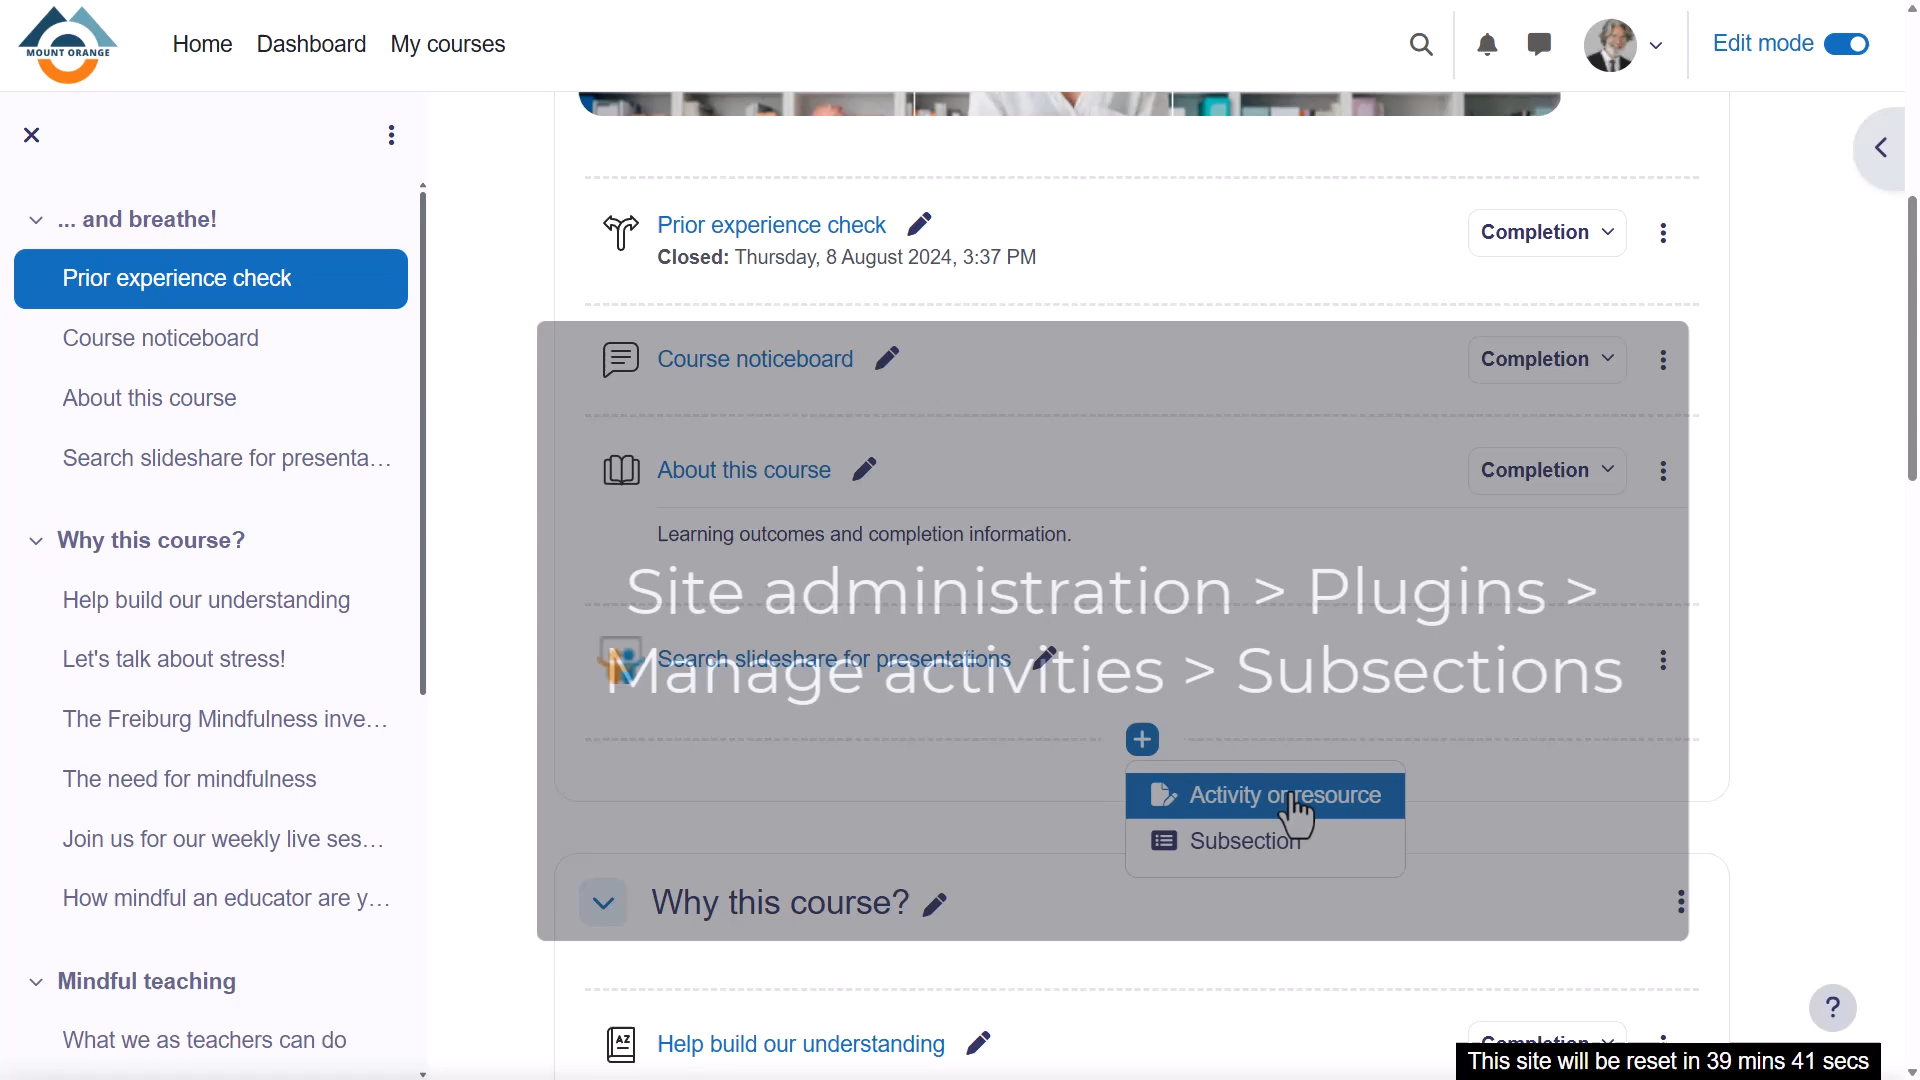 MOUNT ORANGE
Home Dashboard My courses
Edit mode
... and breathe!
Prior experience check
Course noticeboard
About this course
Search slideshare for presenta...
Why this course?
Help build our understanding
Let's talk about stress!
The Freiburg Mindfulness inve...
The need for mindfulness
Join us for our weekly live ses...
How mindful an educator are y...
Mindful teaching
What we as teachers can do
Prior experience check
Completion
Closed: Thursday, 8 August 2024, 3:37 PM
Course noticeboard
Completion
About this course
Completion
Learning outcomes and completion information.
Site administration > Plugins >
Search slideshare for presentations
Manage activities > Subsections
Activity or resource
Subsection
Why this course?
AZ
Help build our understanding
Completion
?
This site will be reset in 39 mins 41 secs